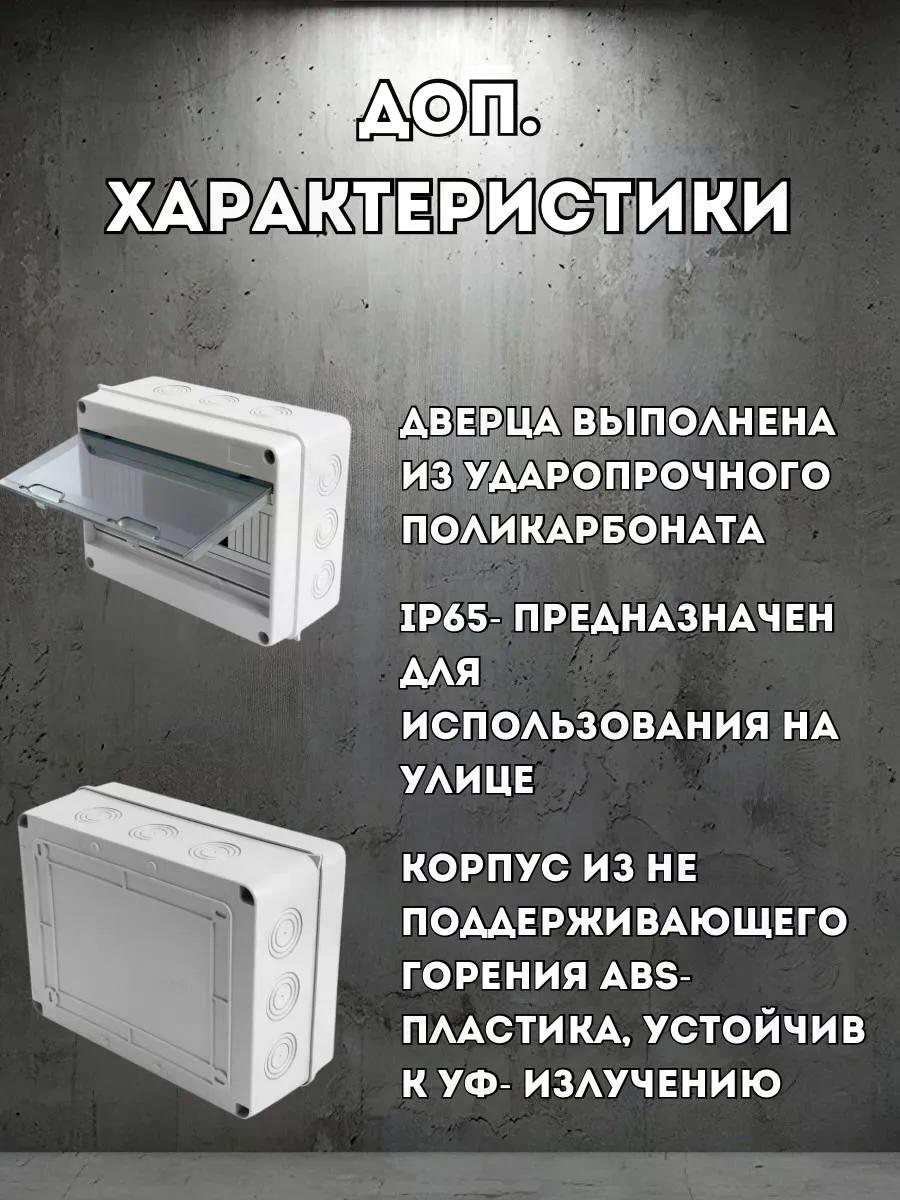 ДОП.
ХАРАКТЕРИСТИКИ
ДВЕРЦА ВЫПОЛНЕНА
ИЗ УДАРОПРОЧНОГО
ПОЛИКАРБОНАТА
IP65- ПРЕДНАЗНАЧЕН
ДЛЯ
ИСПОЛЬЗОВАНИЯ НА
УЛИЦЕ
КОРПУС ИЗ НЕ
ПОДДЕРЖИВАЮЩЕГО
ГОРЕНИЯ ABS-
ПЛАСТИКА, УСТОЙЧИВ
К УФ- ИЗЛУЧЕНИЮ